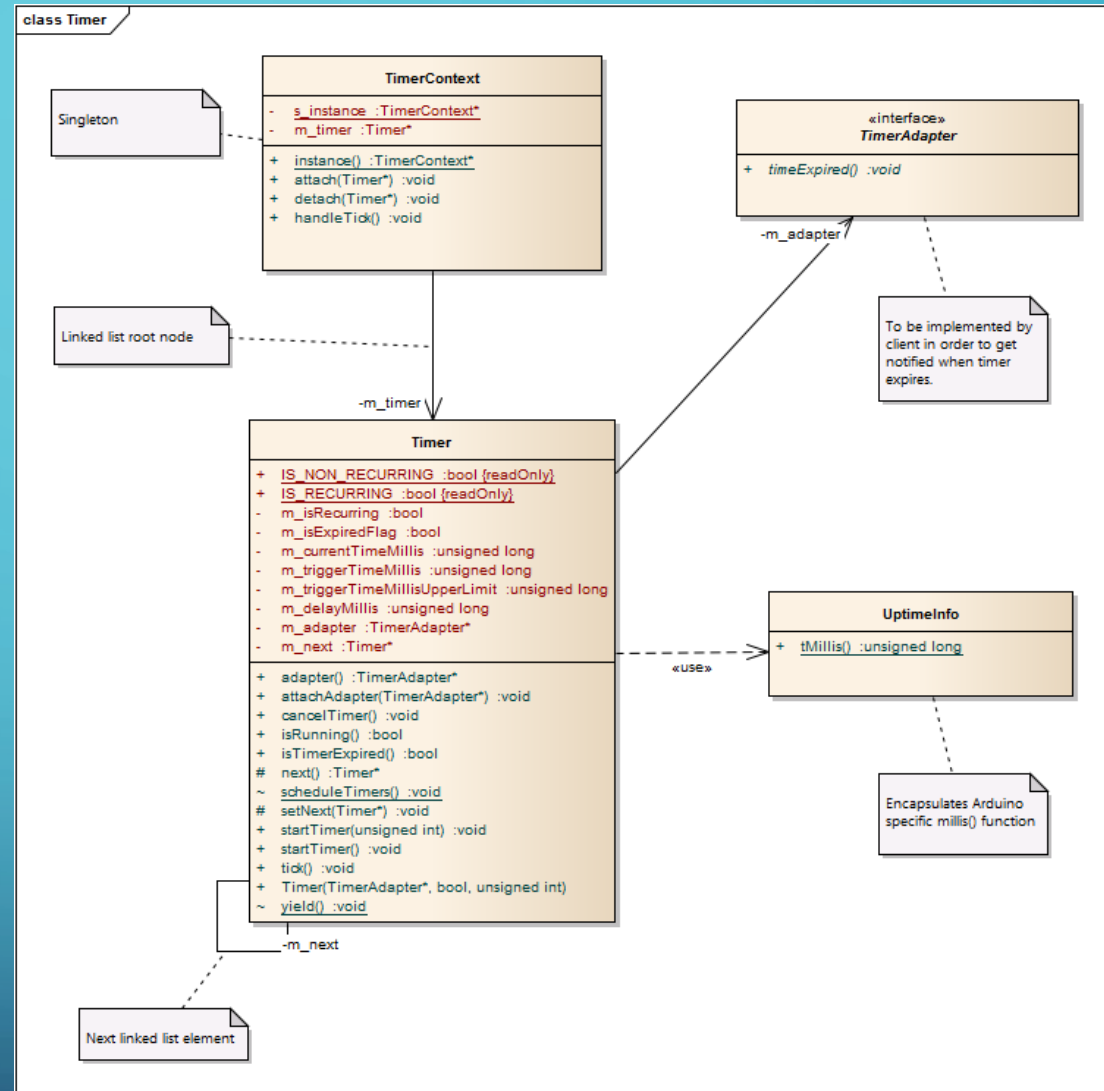 class Timer
TimerContext
- s_instance :TimerContext*
- m_timer :Timer*
+ instance() :TimerContext*
+ attach(Timer*) :void
+ detach(Timer*) :void
+ handleTick() :void
Singleton
«interface»
TimerAdapter
+ timeExpired() :void
-m_adapter
To be implemented by
client in order to get
notified when timer
expires.
Linked list root node
-m_timer
Timer
+ IS_NON_RECURRING :bool {readOnly}
+ IS_RECURRING :bool {readOnly}
- m_isRecurring :bool
- m_isExpiredFlag :bool
- m_currentTimeMillis :unsigned long
- m_triggerTimeMillis :unsigned long
- m_triggerTimeMillisUpperLimit :unsigned long
- m_delayMillis :unsigned long
- m_adapter :TimerAdapter*
- m_next :Timer*
+ adapter() :TimerAdapter*
+ attachAdapter(TimerAdapter*) :void
+ cancelTimer() :void
+ isRunning() :bool
+ isTimerExpired() :bool
# next() :Timer*
~ scheduleTimers() :void
# setNext(Timer*) :void
+ startTimer(unsigned int) :void
+ startTimer() :void
+ tick() :void
+ Timer(TimerAdapter*, bool, unsigned int)
~ yield() :void
-m_next
Next linked list element
«use»
UptimeInfo
+ tMillis() :unsigned long
Encapsulates Arduino
specific millis() function